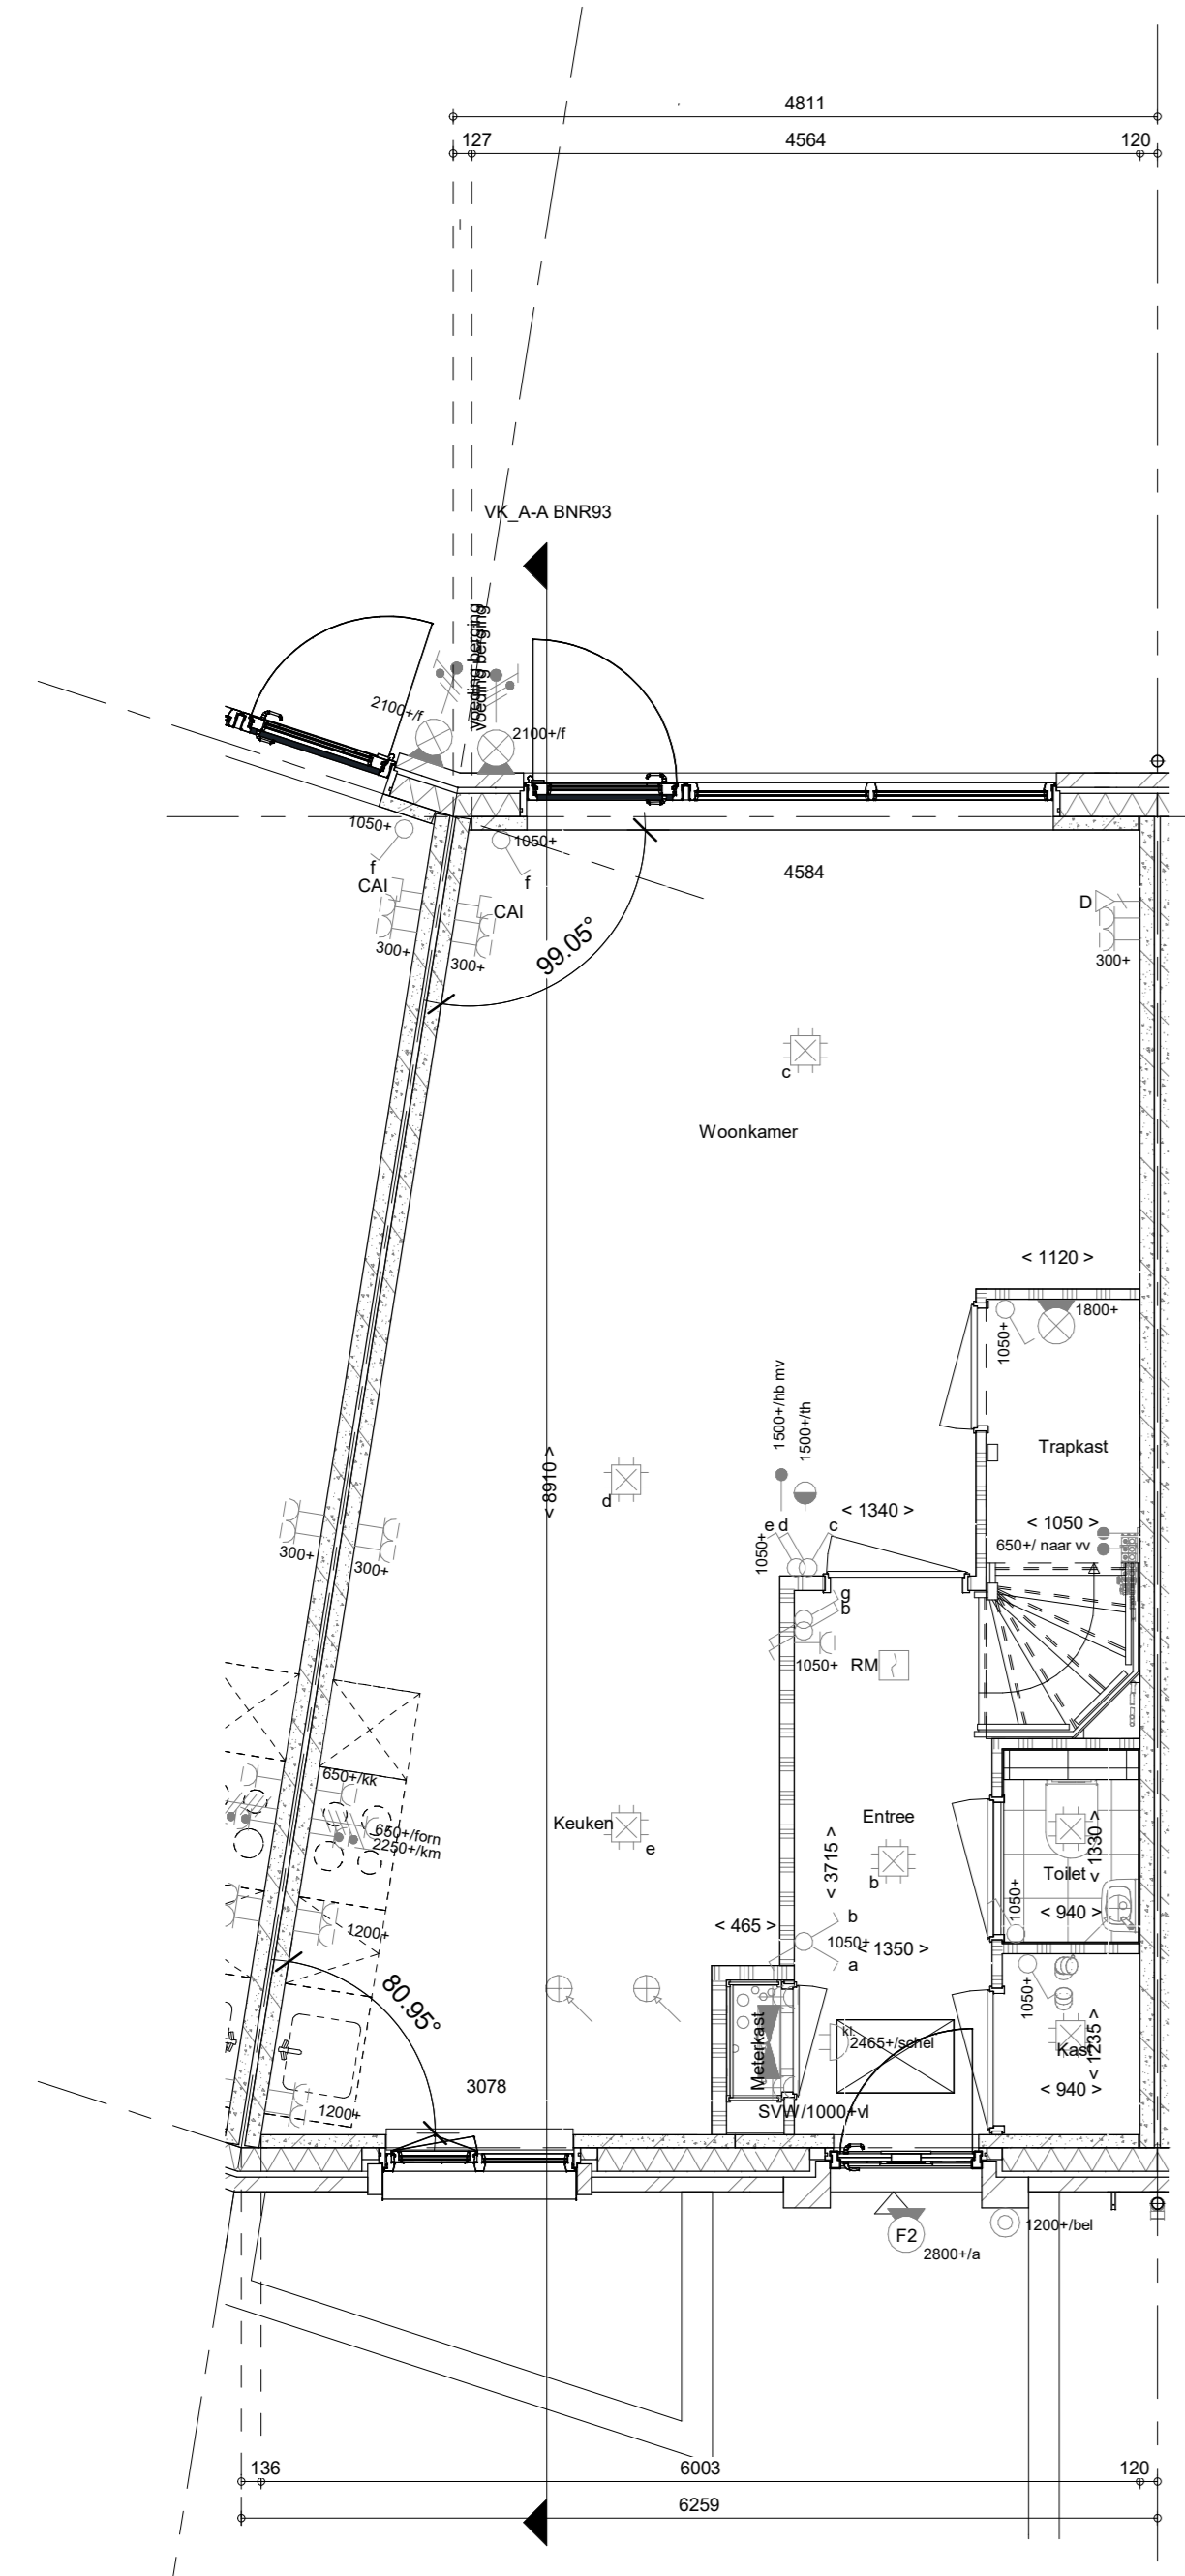 4811
127 4564 120
VK_A-A BNR93
voeding berging
voeding berging
2100+/f
2100+/f
1050+
f
1050+
f
4584
CAI
CAI
300+
300+
99.05°
D
300+
c
Woonkamer
< 1120 >
1050+
1800+
Trapkast
1500+/hb mv
1500+/th
< 8910 >
d
< 1340 >
e d
c
1050+
< 1050 >
650+/ naar vv
300+
300+
g
b
1050+
RM
650+/kk
650+/forn
2250+/km
Keuken
e
Entree
b
< 3715 >
Toilet
< 1330 >
1050+
< 940 >
1200+
< 465 >
b
1050+
< 1350 >
a
80.95°
1050+
Meterkast
kl.
2465+/schel
Kast
< 1235 >
< 940 >
3078
1200+
SVW/1000+vl
F2
2800+/a
1200+/bel
136 6003 120
6259